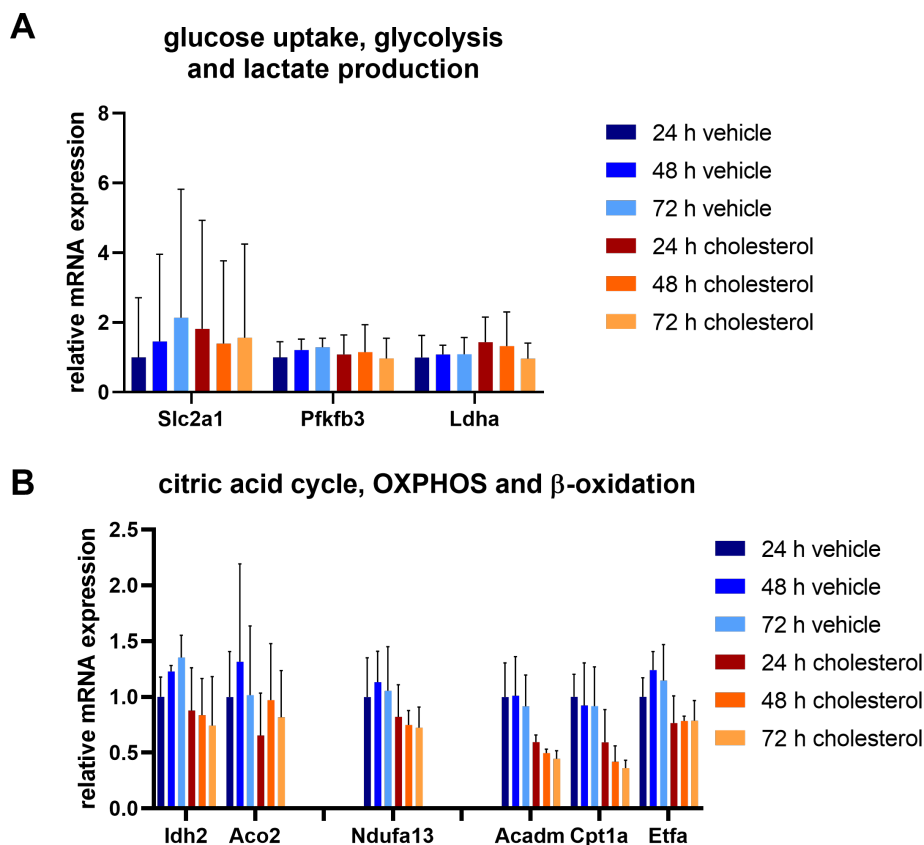 A
glucose uptake, glycolysis
and lactate production
relative mRNA expression
8
6
4
2
0
Slc2a1 Pfkfb3 Ldha
24 h vehicle
48 h vehicle
72 h vehicle
24 h cholesterol
48 h cholesterol
72 h cholesterol
B
citric acid cycle, OXPHOS and β-oxidation
relative mRNA expression
2.5
2.0
1.5
1.0
0.5
0.0
Idh2 Aco2 Ndufa13 Acadm Cpt1a Etfa
24 h vehicle
48 h vehicle
72 h vehicle
24 h cholesterol
48 h cholesterol
72 h cholesterol